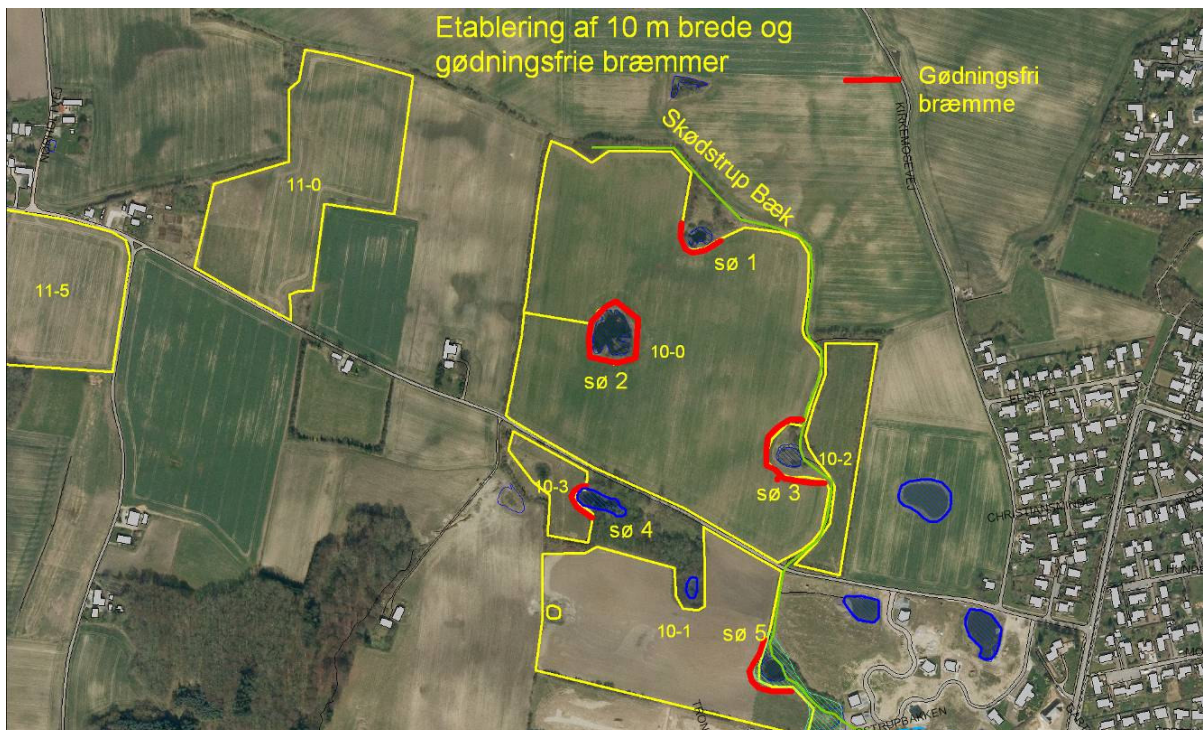 Etablering af 10 m brede og
gødningsfrie bræmmer
Gødningsfri
bræmme
KIRKEMOSEVEJ
Skødstrup Bæk
11-0
sø 1
11-5
10-0
sø 2
10-2
10-3
sø 3
sø 4
10-1
sø 5